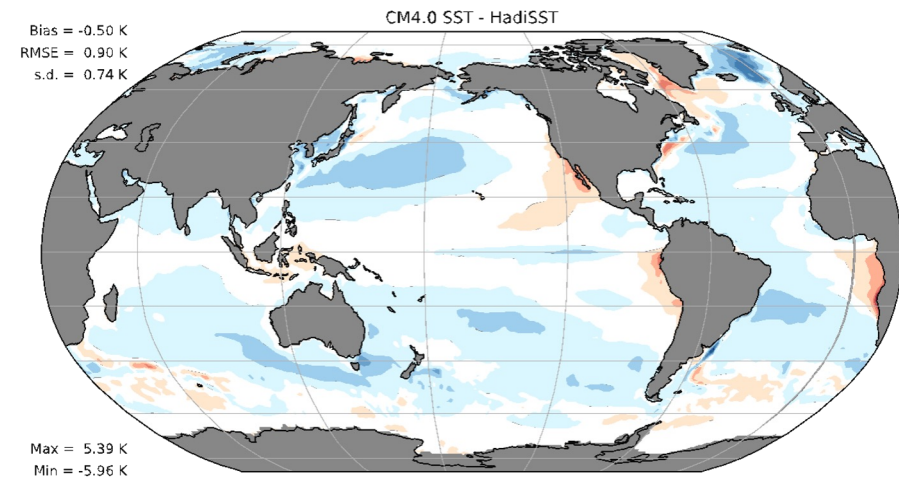 CM4.0 SST - HadiSST
Bias = -0.50 K
RMSE = 0.90 K
s.d. = 0.74 K
Max = 5.39 K
Min = -5.96 K